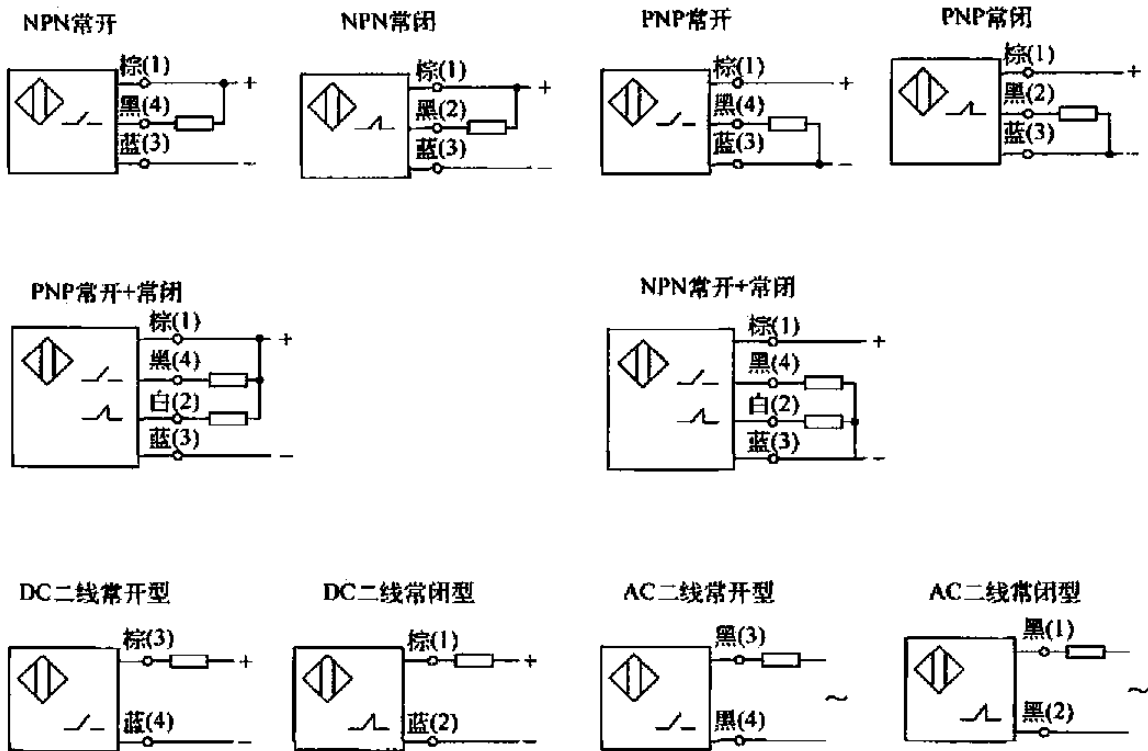 NPN常开
NPN常闭
PNP常开
PNP常闭
棕(1)
+
黑(4)
蓝(3)
−
棕(1)
+
黑(2)
蓝(3)
−
棕(1)
+
黑(4)
蓝(3)
−
棕(1)
+
黑(2)
蓝(3)
−
PNP常开+常闭
NPN常开+常闭
棕(1)
+
黑(4)
白(2)
蓝(3)
−
棕(1)
+
黑(4)
白(2)
蓝(3)
−
DC二线常开型
DC二线常闭型
AC二线常开型
AC二线常闭型
棕(3)
+
蓝(4)
−
棕(1)
+
蓝(2)
−
黑(3)
~
黑(4)
黑(1)
~
黑(2)